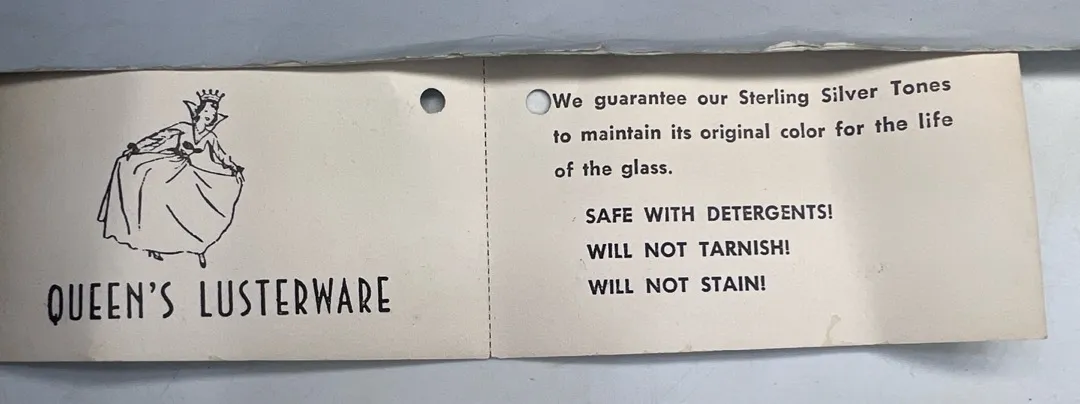 QUEEN'S LUSTERWARE
We guarantee our Sterling Silver Tones
to maintain its original color for the life
of the glass.
SAFE WITH DETERGENTS!
WILL NOT TARNISH!
WILL NOT STAIN!